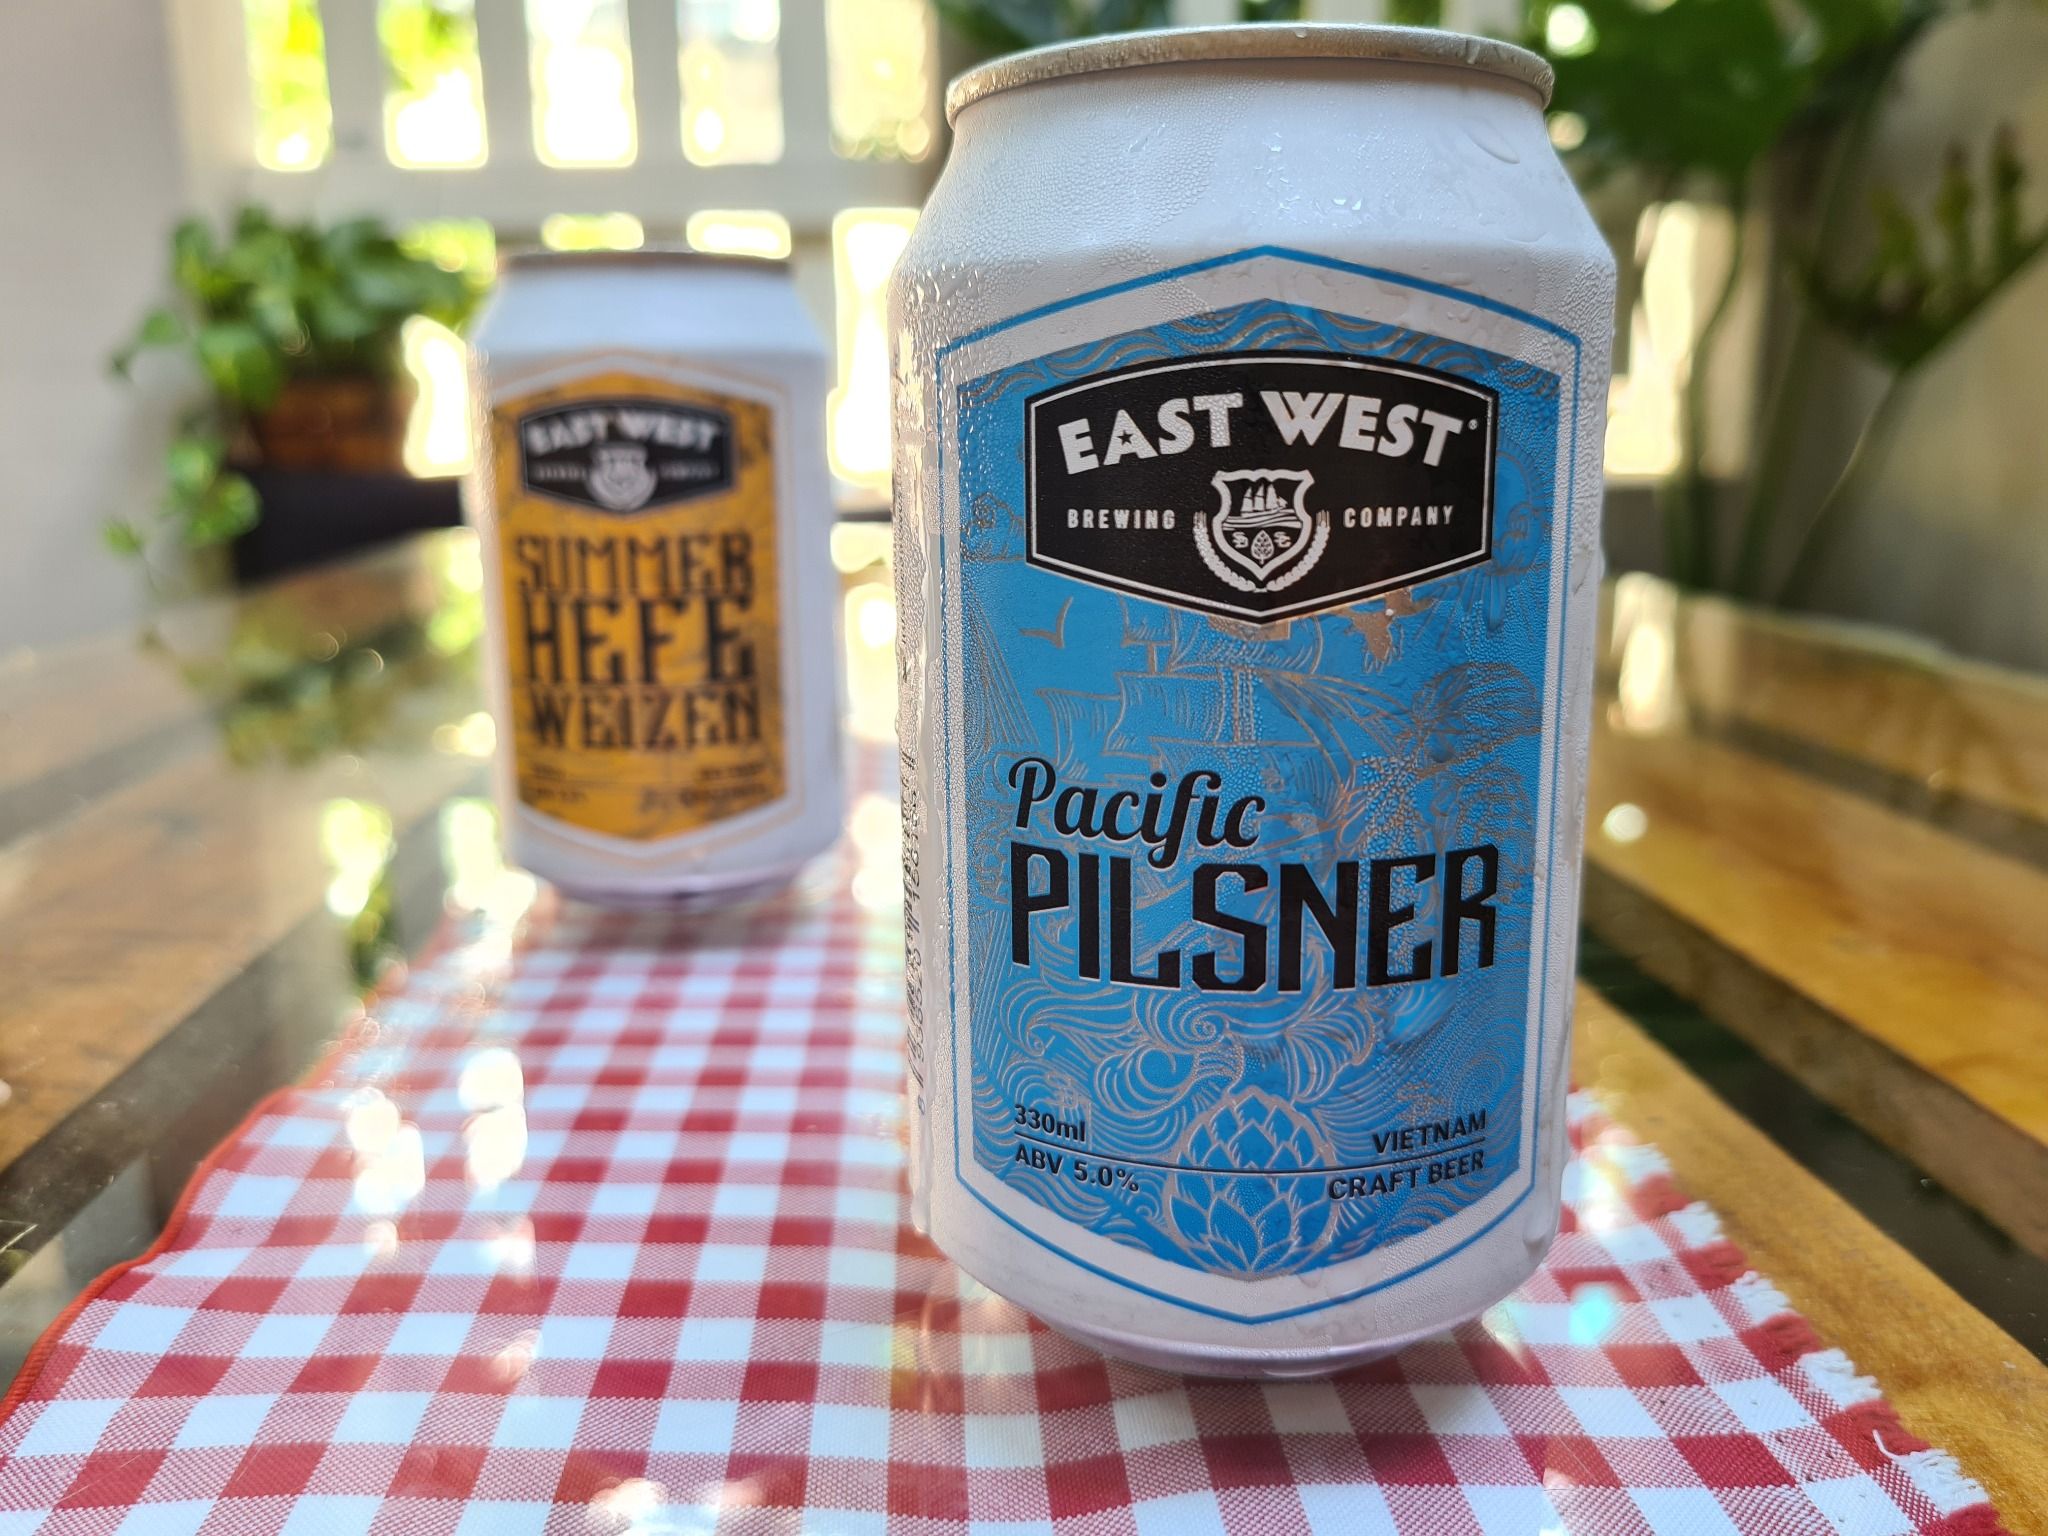 EAST WEST®
BREWING COMPANY
Pacific
PILSNER
330ml
ABV 5.0%
VIETNAM
CRAFT BEER
EAST WEST
SUMMER
HEFE
WEIZEN